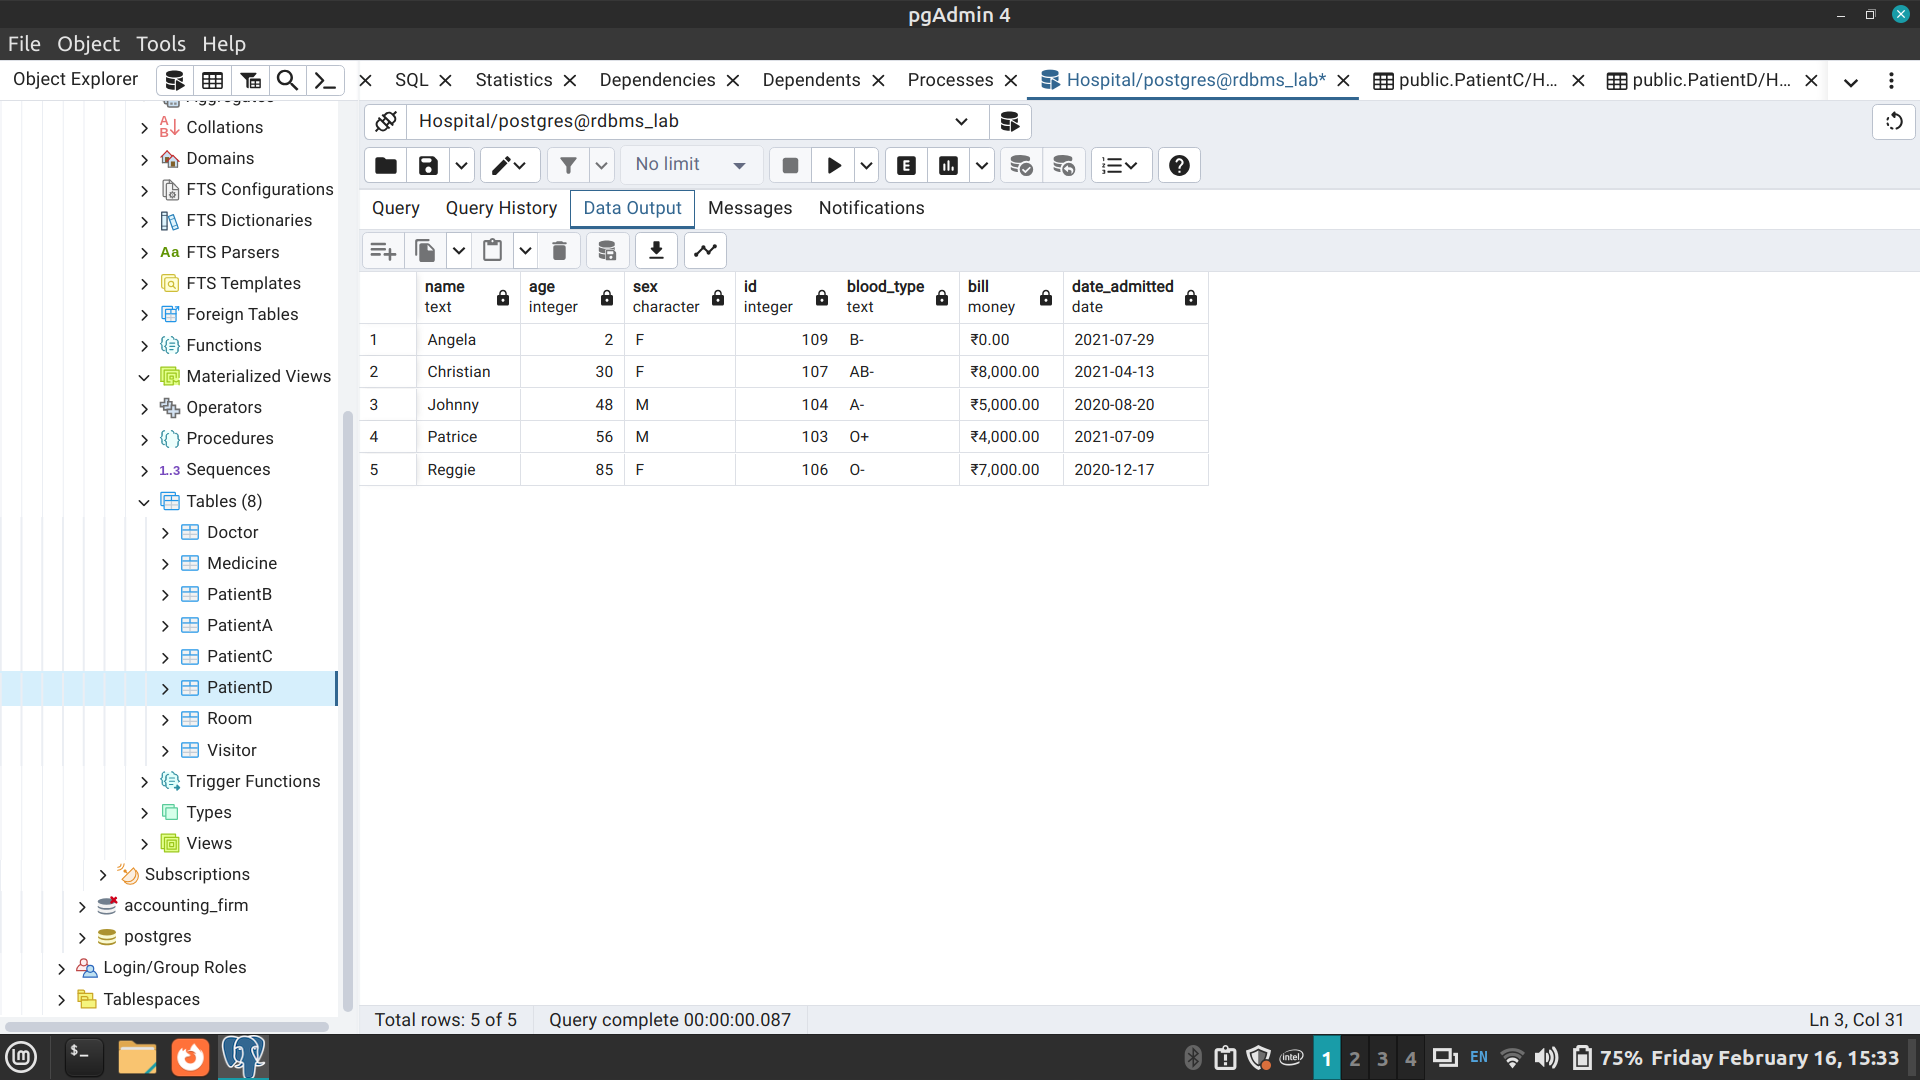 pgAdmin 4
File Object Tools Help
Object Explorer
SQL Statistics Dependencies Dependents Processes Hospital/postgres@rdbms_lab* public.PatientC/H... public.PatientD/H...
Aggregates
Collations
Domains
FTS Configurations
FTS Dictionaries
Aa FTS Parsers
FTS Templates
Foreign Tables
Functions
Materialized Views
Operators
Procedures
1..3 Sequences
Tables (8)
Doctor
Medicine
PatientB
PatientA
PatientC
PatientD
Room
Visitor
Trigger Functions
Types
Views
Subscriptions
accounting_firm
postgres
Login/Group Roles
Tablespaces
Hospital/postgres@rdbms_lab
No limit E
Query Query History Data Output Messages Notifications
name age sex id blood_type bill date_admitted
text integer character integer text money date
1 Angela 2 F 109 B- ₹0.00 2021-07-29
2 Christian 30 F 107 AB- ₹8,000.00 2021-04-13
3 Johnny 48 M 104 A- ₹5,000.00 2020-08-20
4 Patrice 56 M 103 O+ ₹4,000.00 2021-07-09
5 Reggie 85 F 106 O- ₹7,000.00 2020-12-17
Total rows: 5 of 5 Query complete 00:00:00.087 Ln 3, Col 31
intel 1 2 3 4 EN 75% Friday February 16, 15:33